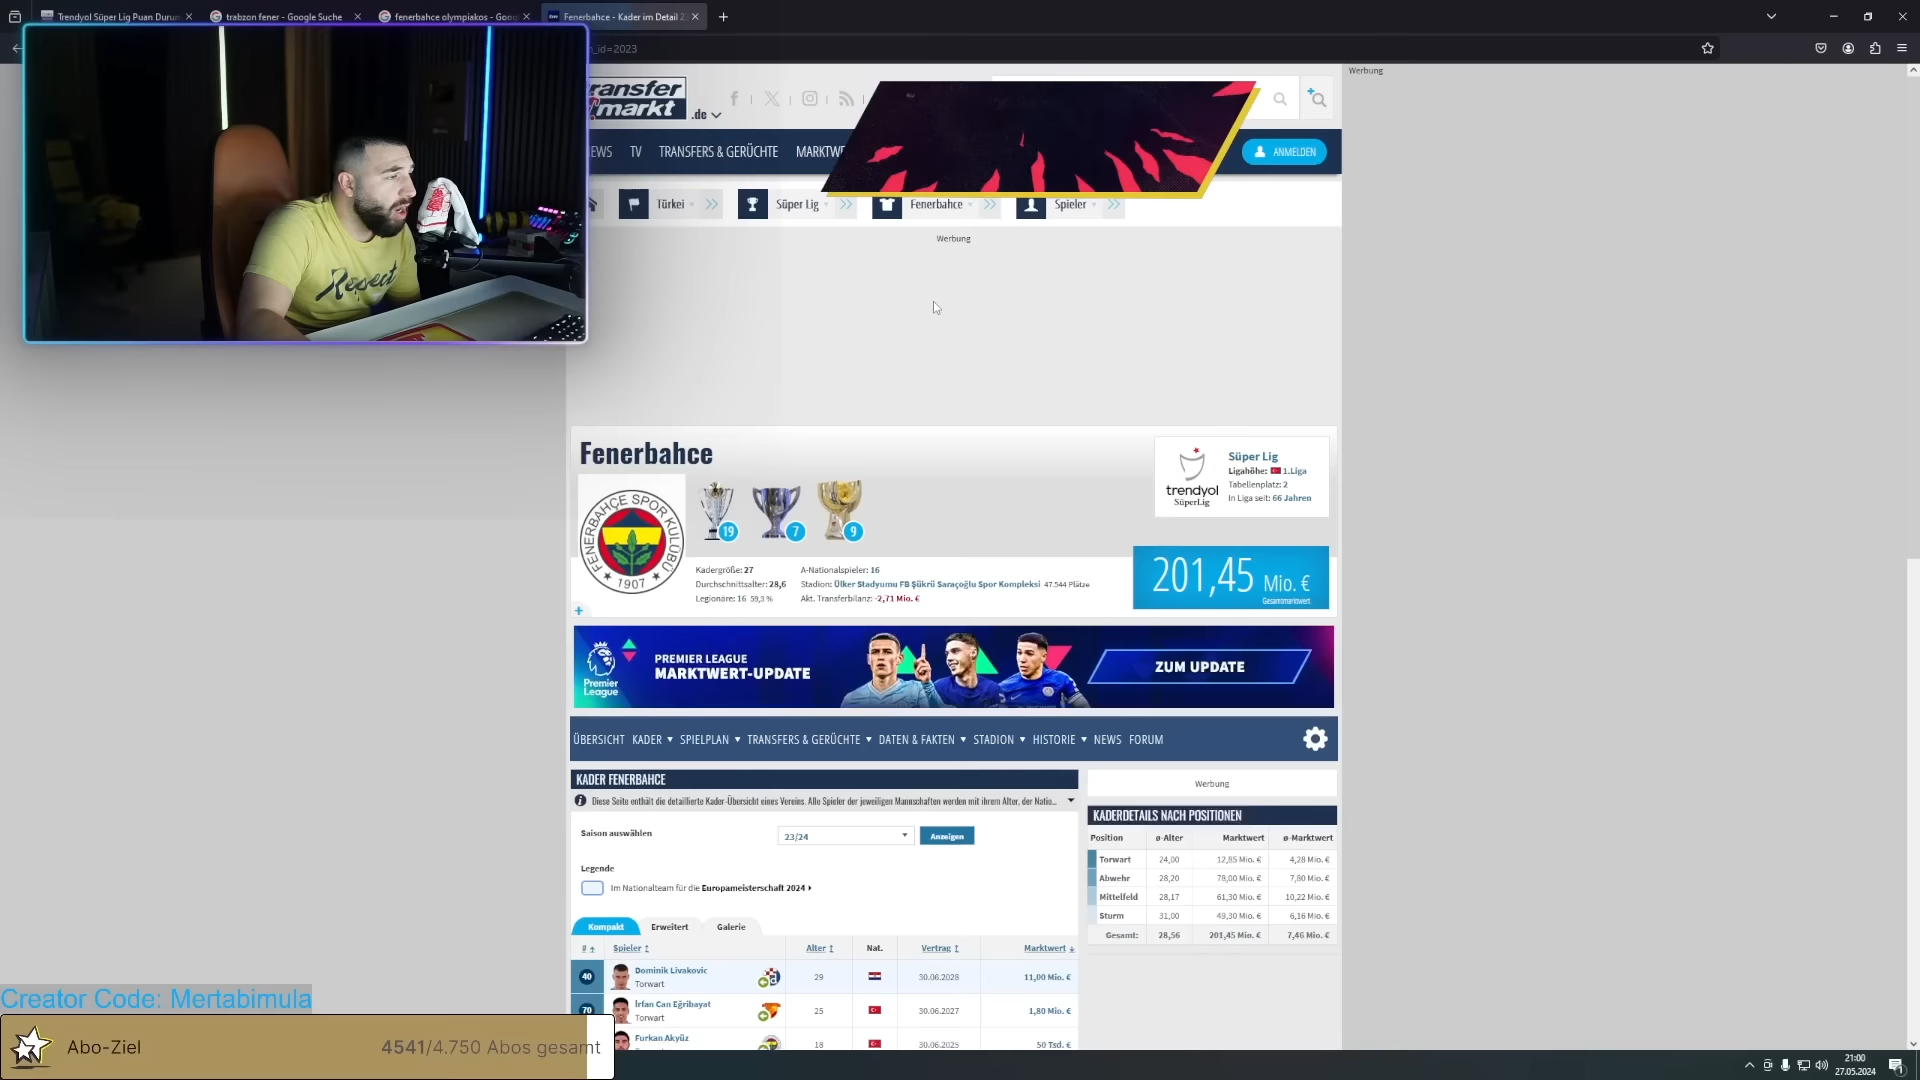 Trendyol Süper Lig Puan Durum
trabzon fener - Google Suche
fenerbahce olympiakos - Goog
Fenerbahce - Kader im Detail 2
_id=2023
Werbung
transfer
markt
.de
NEWS TV TRANSFERS & GERÜCHTE MARKTWE
ANMELDEN
Türkei
Süper Lig
Fenerbahce
Spieler
Werbung
Resect
Fenerbahce
FENERBAHÇE SPOR KULÜBÜ
1907
19
7
9
trendyol
SüperLig
Süper Lig
Ligahöhe: 1.Liga
Tabellenplatz: 2
In Liga seit: 66 Jahren
Kadergröße: 27
Durchschnittsalter: 28,6
Legionäre: 16 59,3 %
A-Nationalspieler: 16
Stadion: Ülker Stadyumu FB Şükrü Saraçoğlu Spor Kompleksi 47.544 Plätze
Akt. Transferbilanz: -2,71 Mio. €
201,45 Mio. €
Gesamtmarktwert
Premier
League
PREMIER LEAGUE
MARKTWERT-UPDATE
ZUM UPDATE
ÜBERSICHT KADER SPIELPLAN TRANSFERS & GERÜCHTE DATEN & FAKTEN STADION HISTORIE NEWS FORUM
KADER FENERBAHCE
Diese Seite enthält die detaillierte Kader-Übersicht eines Vereins. Alle Spieler der jeweiligen Mannschaften werden mit ihrem Alter, der Natio...
Saison auswählen
23/24
Anzeigen
Legende
Im Nationalteam für die Europameisterschaft 2024
Kompakt Erweitert Galerie
# Spieler Alter Nat. Vertrag Marktwert
40 Dominik Livakovic 29 30.06.2028 11,00 Mio. €
Torwart
70 İrfan Can Eğribayat 25 30.06.2027 1,80 Mio. €
Torwart
Furkan Akyüz 18 30.06.2025 50 Tsd. €
Werbung
KADERDETAILS NACH POSITIONEN
Position ø-Alter Marktwert ø-Marktwert
Torwart 24,00 12,85 Mio. € 4,28 Mio. €
Abwehr 28,20 78,00 Mio. € 7,80 Mio. €
Mittelfeld 28,17 61,30 Mio. € 10,22 Mio. €
Sturm 31,00 49,30 Mio. € 6,16 Mio. €
Gesamt: 28,56 201,45 Mio. € 7,46 Mio. €
Creator Code: Mertabimula
Abo-Ziel 4541/4.750 Abos gesamt
21:00
27.05.2024
1